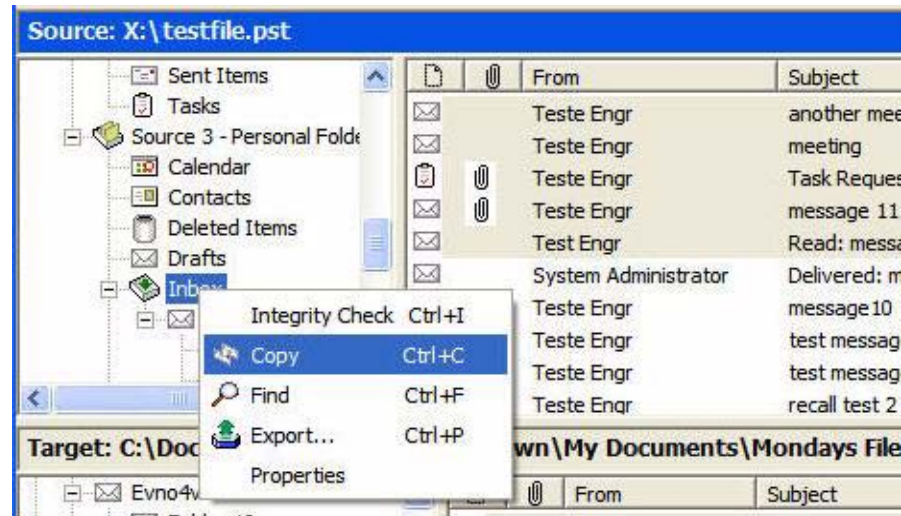 Source: X:\testfile.pst
Sent Items
Tasks
Source 3 - Personal Folde
Calendar
Contacts
Deleted Items
Drafts
Inbox
From Subject
Teste Engr another mee
Teste Engr meeting
Teste Engr Task Reques
Teste Engr message 11
Test Engr Read: messa
System Administrator Delivered: m
Teste Engr message10
Teste Engr test messag
Teste Engr test messag
Teste Engr recall test 2
Integrity Check Ctrl+I
Copy Ctrl+C
Find Ctrl+F
Export... Ctrl+P
Properties
Target: C:\Doc wn\My Documents\Mondays File
Evno4v
From Subject